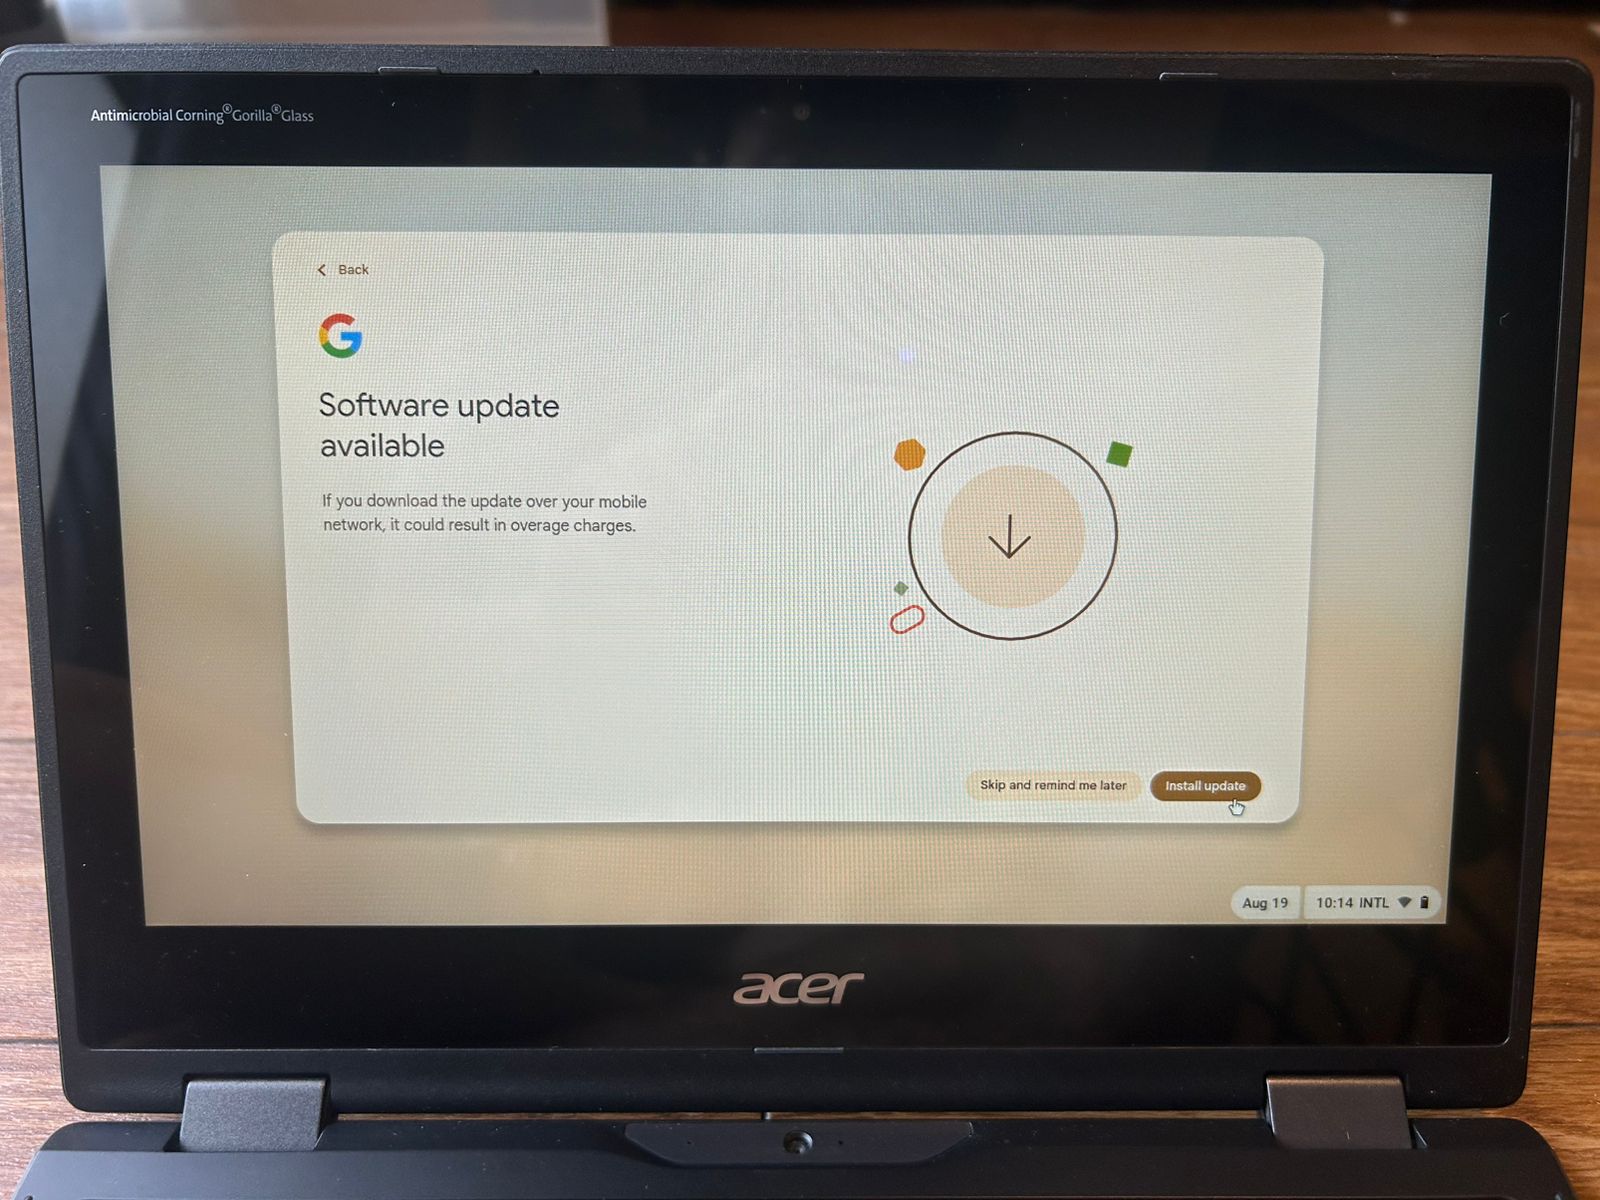 Antimicrobial Corning®Gorilla®Glass
Back
Software update
available
If you download the update over your mobile
network, it could result in overage charges.
Skip and remind me later
Install update
Aug 19
10:14 INTL
acer